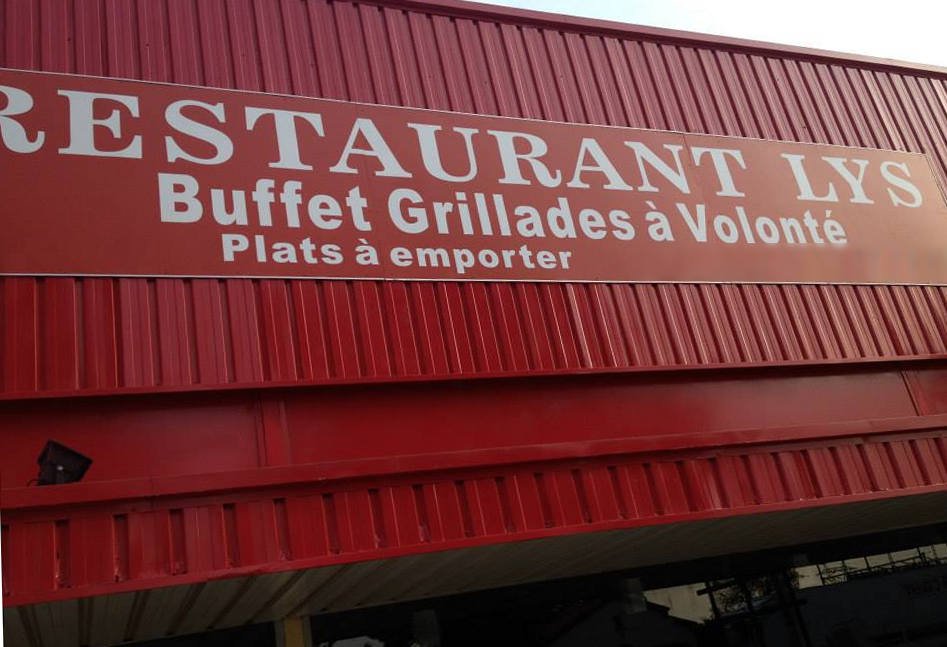 RESTAURANT LYS
Buffet Grillades à Volonté
Plats à emporter